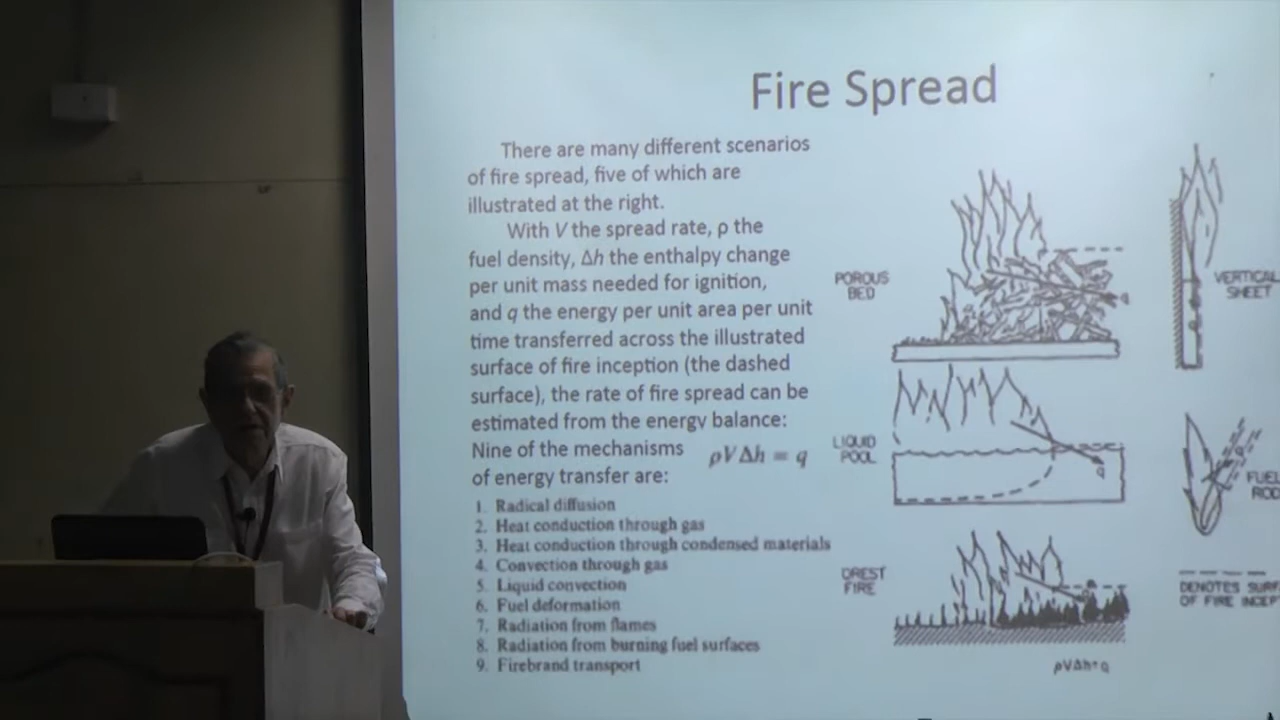 Fire Spread
There are many different scenarios
of fire spread, five of which are
illustrated at the right.
With V the spread rate, ρ the
fuel density, Δh the enthalpy change
per unit mass needed for ignition,
and q the energy per unit area per unit
time transferred across the illustrated
surface of fire inception (the dashed
surface), the rate of fire spread can be
estimated from the energy balance:
Nine of the mechanisms
of energy transfer are:
ρVΔh = q
1. Radical diffusion
2. Heat conduction through gas
3. Heat conduction through condensed materials
4. Convection through gas
5. Liquid convection
6. Fuel deformation
7. Radiation from flames
8. Radiation from burning fuel surfaces
9. Firebrand transport
POROUS
BED
q
VERTICAL
SHEET
LIQUID
POOL
q
FUEL
ROD
OREST
FIRE
DENOTES SURF
OF FIRE INCEP
ρVΔh=q